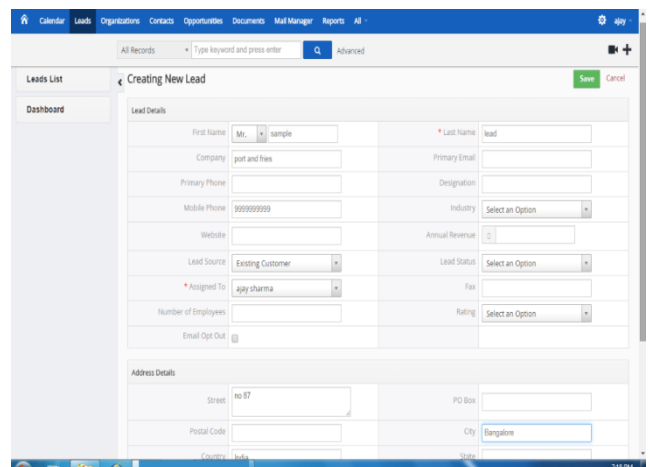 Calendar Leads Organizations Contacts Opportunities Documents Mail Manager Reports All ajay
All Records Type keyword and press enter Advanced
Leads List Creating New Lead Save Cancel
Dashboard Lead Details
First Name Mr. sample * Last Name lead
Company port and fries Primary Email
Primary Phone Designation
Mobile Phone 9999999999 Industry Select an Option
Website Annual Revenue
Lead Source Existing Customer Lead Status Select an Option
* Assigned To ajay sharma Fax
Number of Employees Rating Select an Option
Email Opt Out
Address Details
Street no 87 PO Box
Postal Code City Bangalore
Country India State